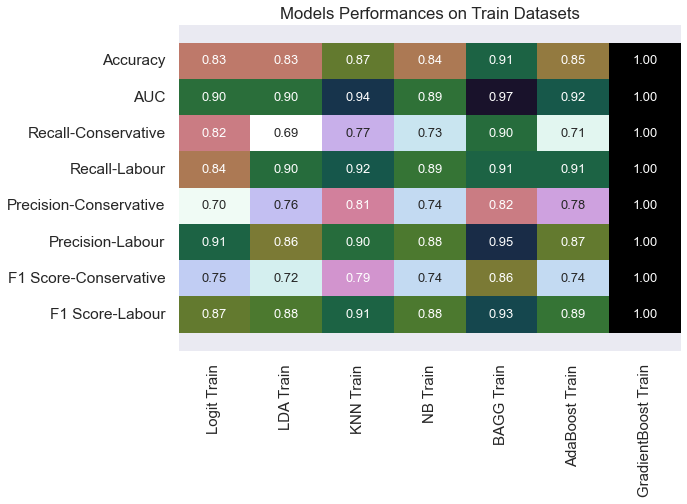 Models Performances on Train Datasets
Accuracy 0.83 0.83 0.87 0.84 0.91 0.85 1.00
AUC 0.90 0.90 0.94 0.89 0.97 0.92 1.00
Recall-Conservative 0.82 0.69 0.77 0.73 0.90 0.71 1.00
Recall-Labour 0.84 0.90 0.92 0.89 0.91 0.91 1.00
Precision-Conservative 0.70 0.76 0.81 0.74 0.82 0.78 1.00
Precision-Labour 0.91 0.86 0.90 0.88 0.95 0.87 1.00
F1 Score-Conservative 0.75 0.72 0.79 0.74 0.86 0.74 1.00
F1 Score-Labour 0.87 0.88 0.91 0.88 0.93 0.89 1.00
Logit Train
LDA Train
KNN Train
NB Train
BAGG Train
AdaBoost Train
GradientBoost Train